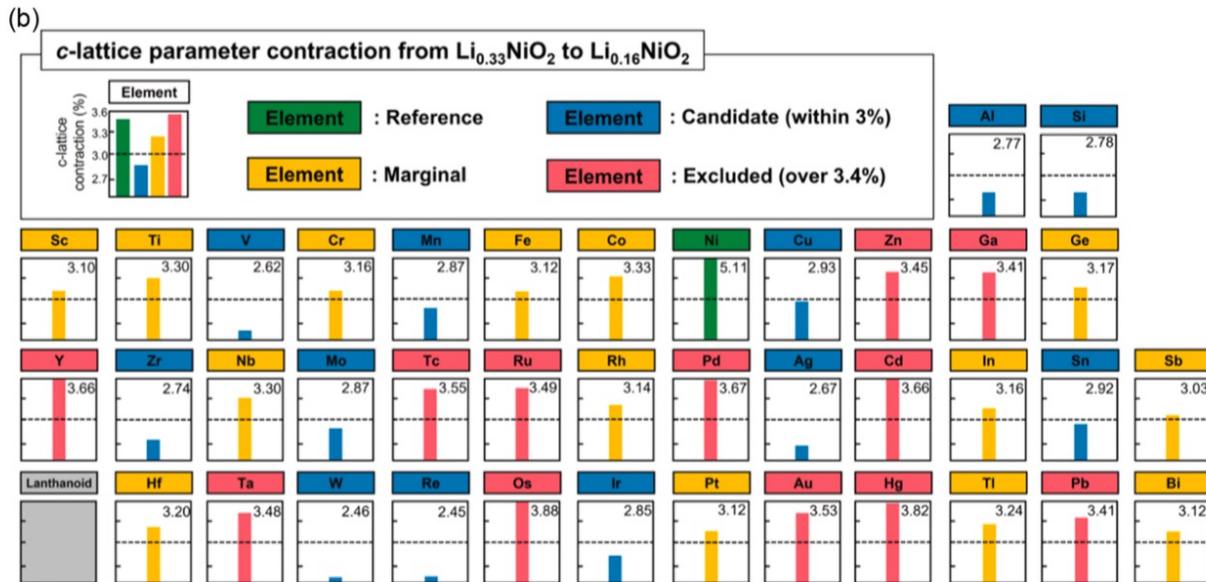 (b)
c-lattice parameter contraction from Li0.33NiO2 to Li0.16NiO2
Element
c-lattice
contraction (%)
3.6
3.3
3.0
2.7
Element : Reference
Element : Candidate (within 3%)
Element : Marginal
Element : Excluded (over 3.4%)
Al Si
2.77 2.78
Sc Ti V Cr Mn Fe Co Ni Cu Zn Ga Ge
3.10 3.30 2.62 3.16 2.87 3.12 3.33 5.11 2.93 3.45 3.41 3.17
Y Zr Nb Mo Tc Ru Rh Pd Ag Cd In Sn Sb
3.66 2.74 3.30 2.87 3.55 3.49 3.14 3.67 2.67 3.66 3.16 2.92 3.03
Lanthanoid Hf Ta W Re Os Ir Pt Au Hg Tl Pb Bi
3.20 3.48 2.46 2.45 3.88 2.85 3.12 3.53 3.82 3.24 3.41 3.12